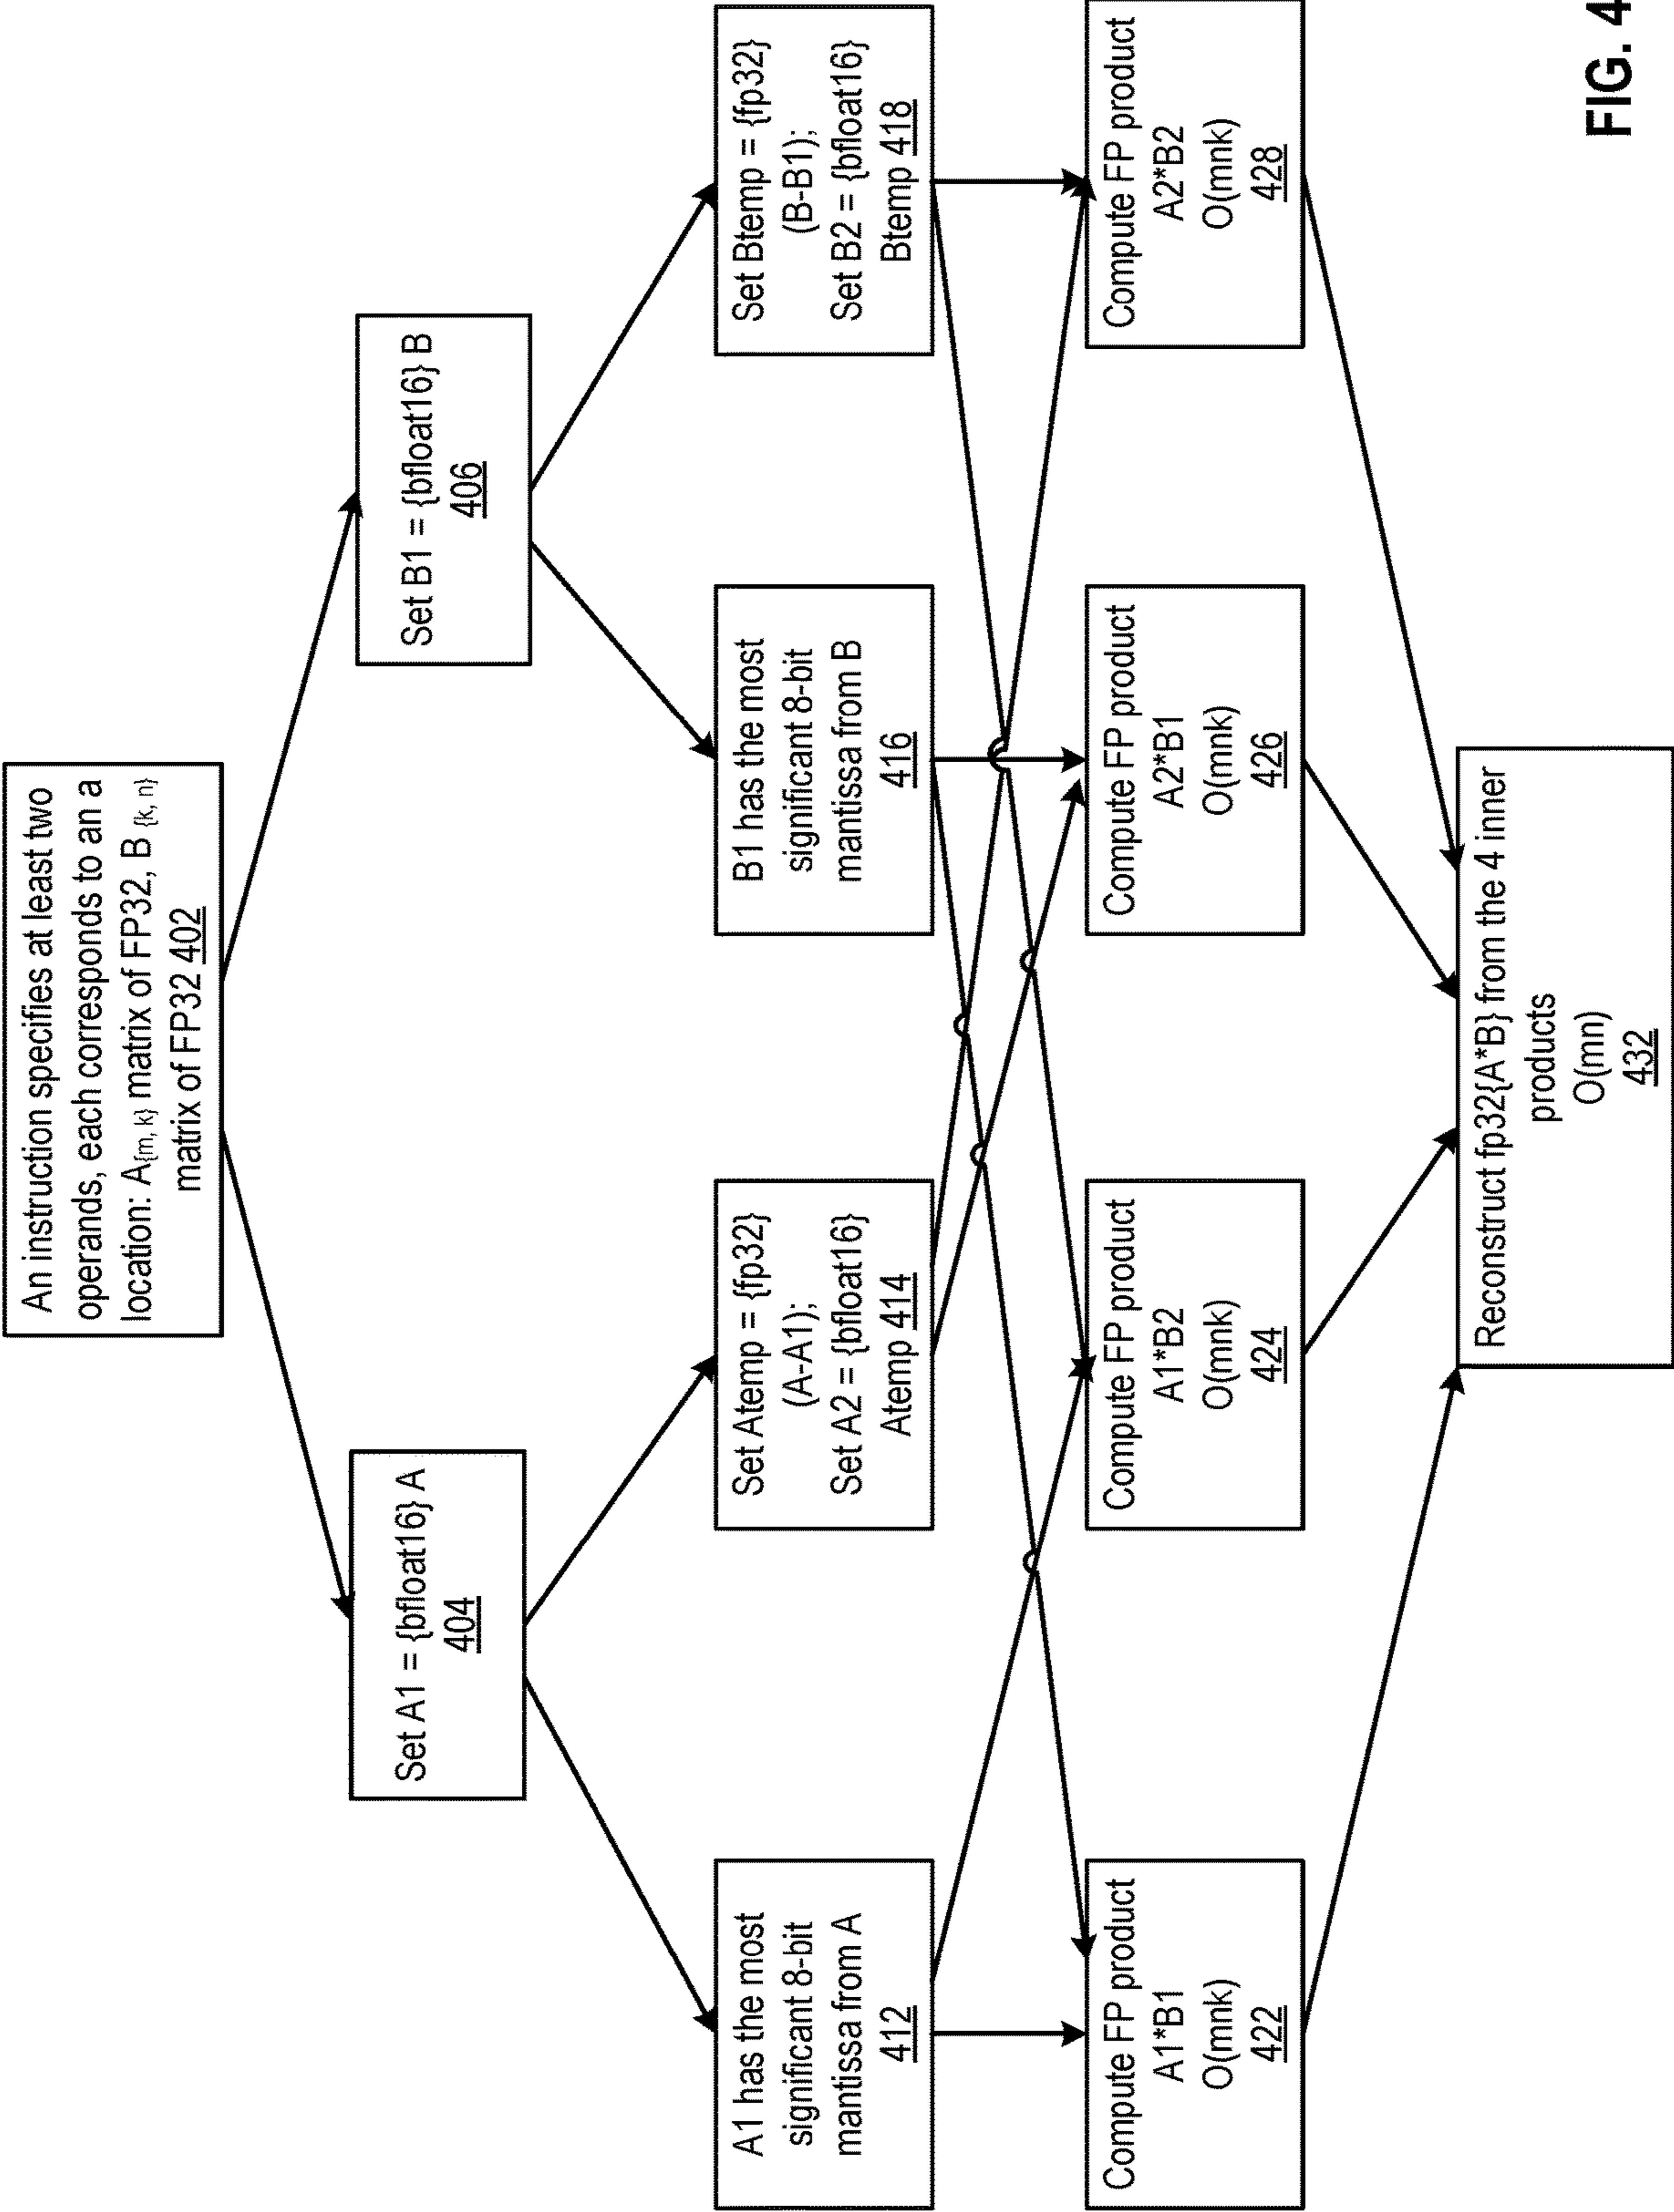 An instruction specifies at least two
operands, each corresponds to an a
location: A{m, k} matrix of FP32, B {k, n}
matrix of FP32 402
Set A1 = {bfloat16} A
404
Set B1 = {bfloat16} B
406
A1 has the most
significant 8-bit
mantissa from A
412
Set Atemp = {fp32}
(A-A1);
Set A2 = {bfloat16}
Atemp 414
B1 has the most
significant 8-bit
mantissa from B
416
Set Btemp = {fp32}
(B-B1);
Set B2 = {bfloat16}
Btemp 418
Compute FP product
A1*B1
O(mnk)
422
Compute FP product
A1*B2
O(mnk)
424
Compute FP product
A2*B1
O(mnk)
426
Compute FP product
A2*B2
O(mnk)
428
Reconstruct fp32{A*B} from the 4 inner
products
O(mn)
432
FIG. 4